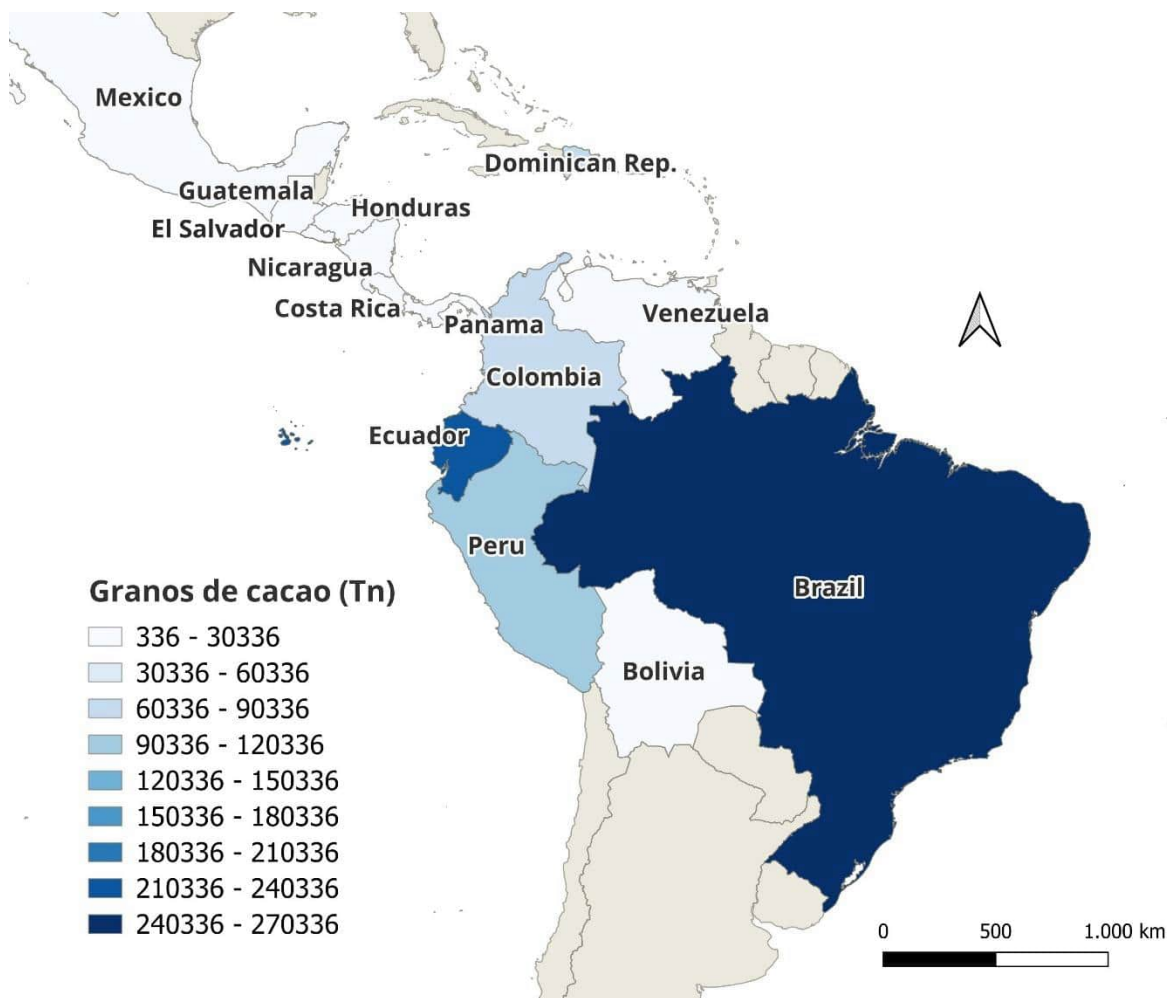 Mexico
Dominican Rep.
Guatemala
Honduras
El Salvador
Nicaragua
Costa Rica
Panama
Venezuela
Colombia
Ecuador
Peru
Brazil
Bolivia
Granos de cacao (Tn)
336 - 30336
30336 - 60336
60336 - 90336
90336 - 120336
120336 - 150336
150336 - 180336
180336 - 210336
210336 - 240336
240336 - 270336
0 500 1.000 km